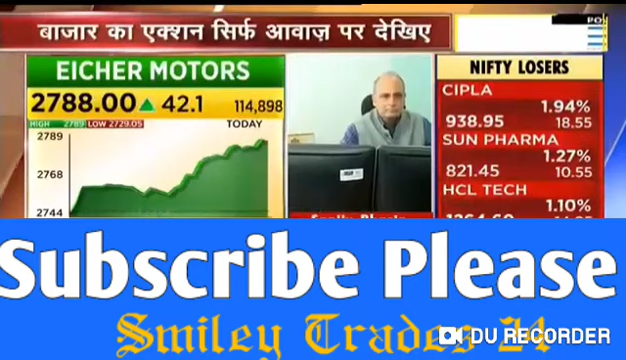 बाजार का एक्शन सिर्फ आवाज़ पर देखिए
EICHER MOTORS
2788.00 ▲ 42.1 114,898
HIGH 2789 LOW 2729.05 TODAY
2789
2768
2744
NIFTY LOSERS
CIPLA
1.94%
938.95 18.55
SUN PHARMA
1.27%
821.45 10.55
HCL TECH
1.10%
Subscribe Please
Smiley Trades 24
DU RECORDER